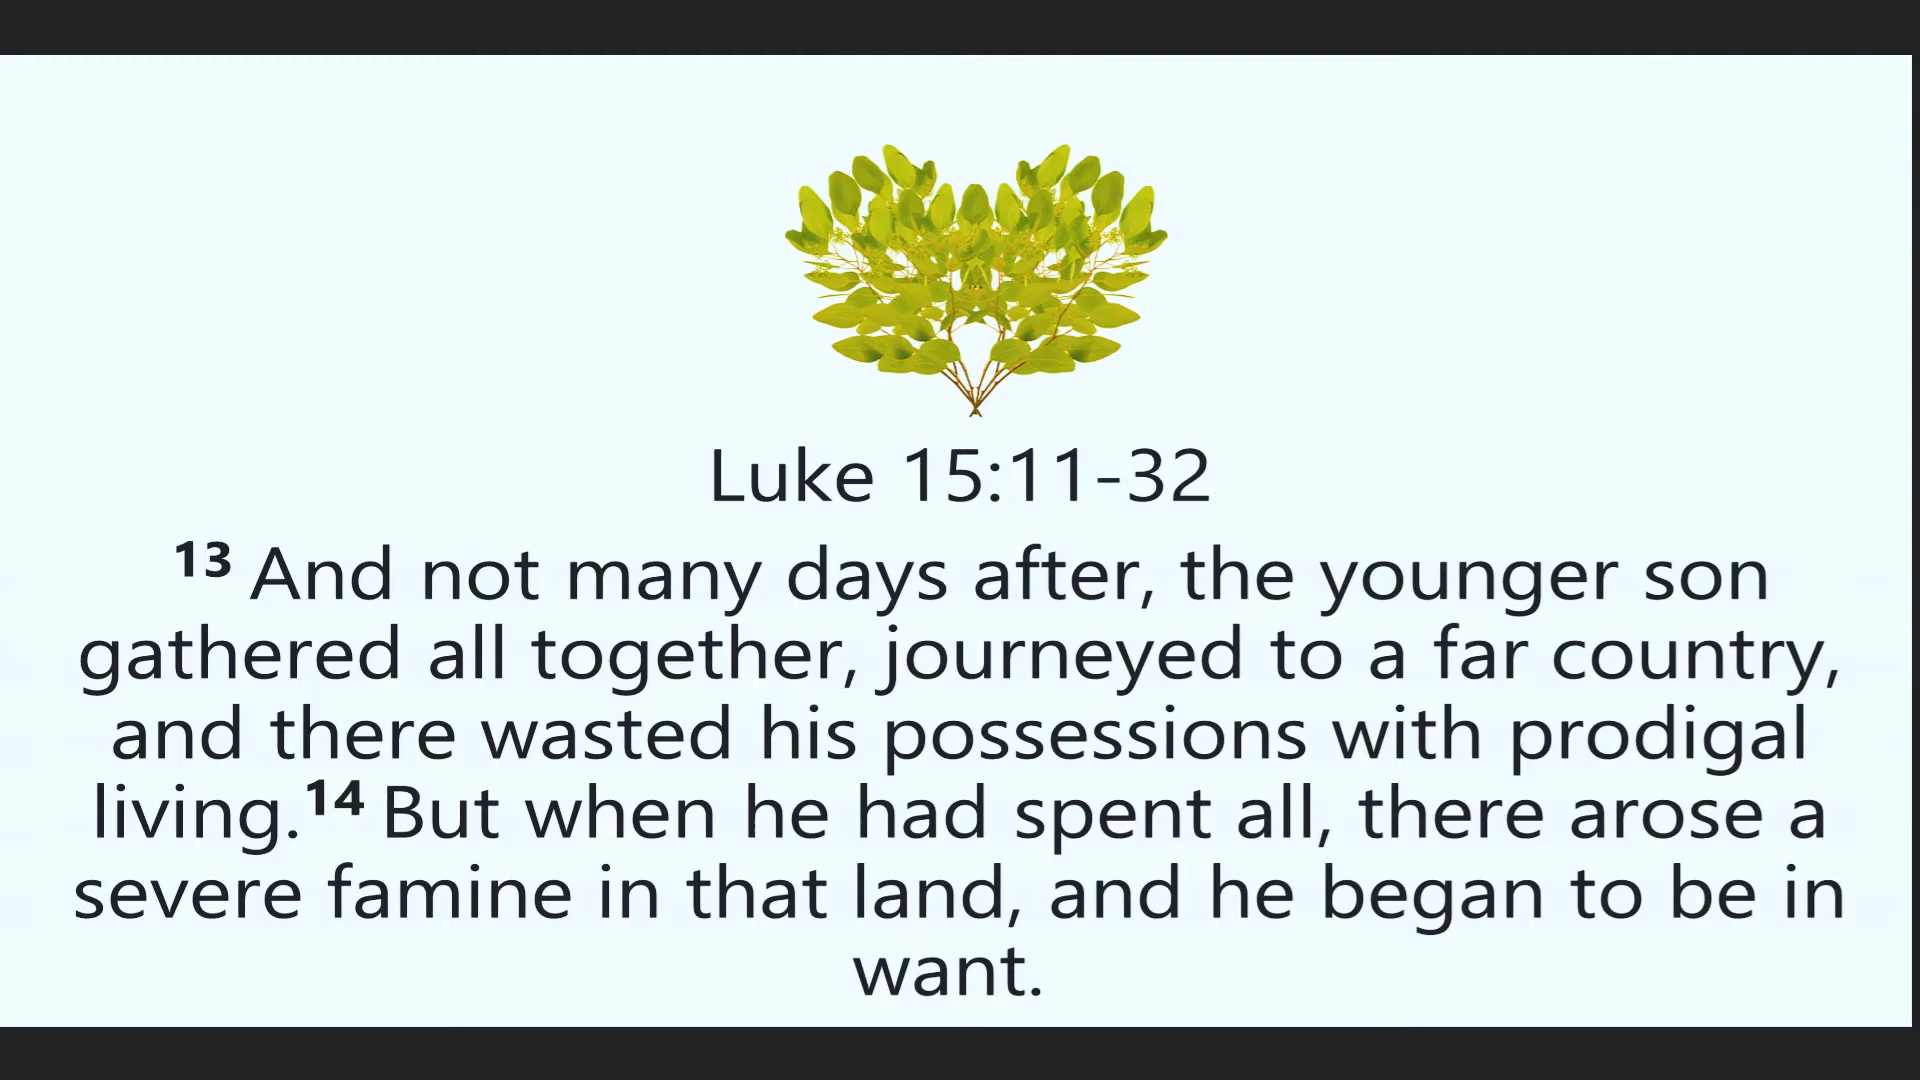 Luke 15:11-32
13 And not many days after, the younger son
gathered all together, journeyed to a far country,
and there wasted his possessions with prodigal
living.14 But when he had spent all, there arose a
severe famine in that land, and he began to be in
want.